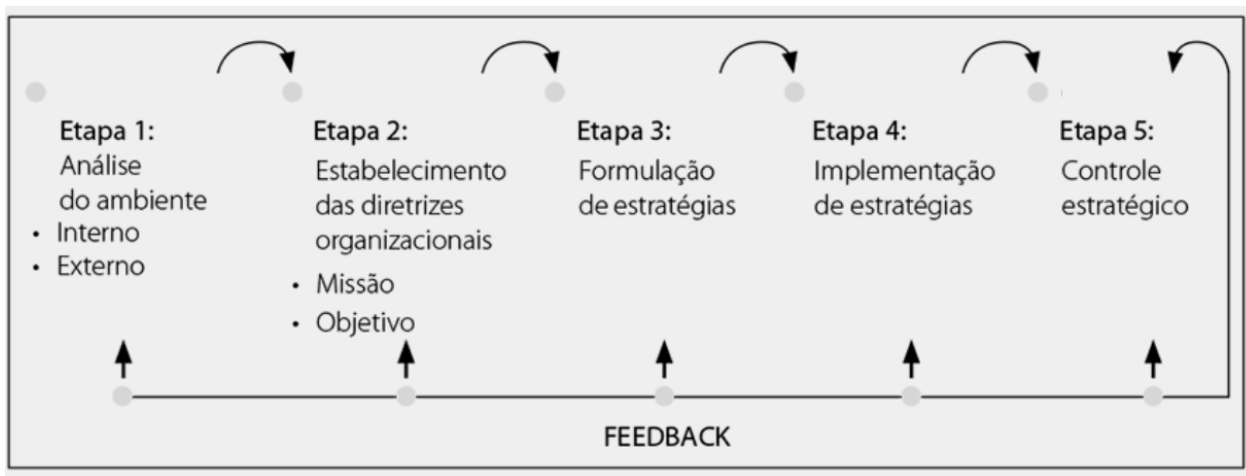 Etapa 1:
Análise
do ambiente
• Interno
• Externo
Etapa 2:
Estabelecimento
das diretrizes
organizacionais
• Missão
• Objetivo
Etapa 3:
Formulação
de estratégias
Etapa 4:
Implementação
de estratégias
Etapa 5:
Controle
estratégico
FEEDBACK